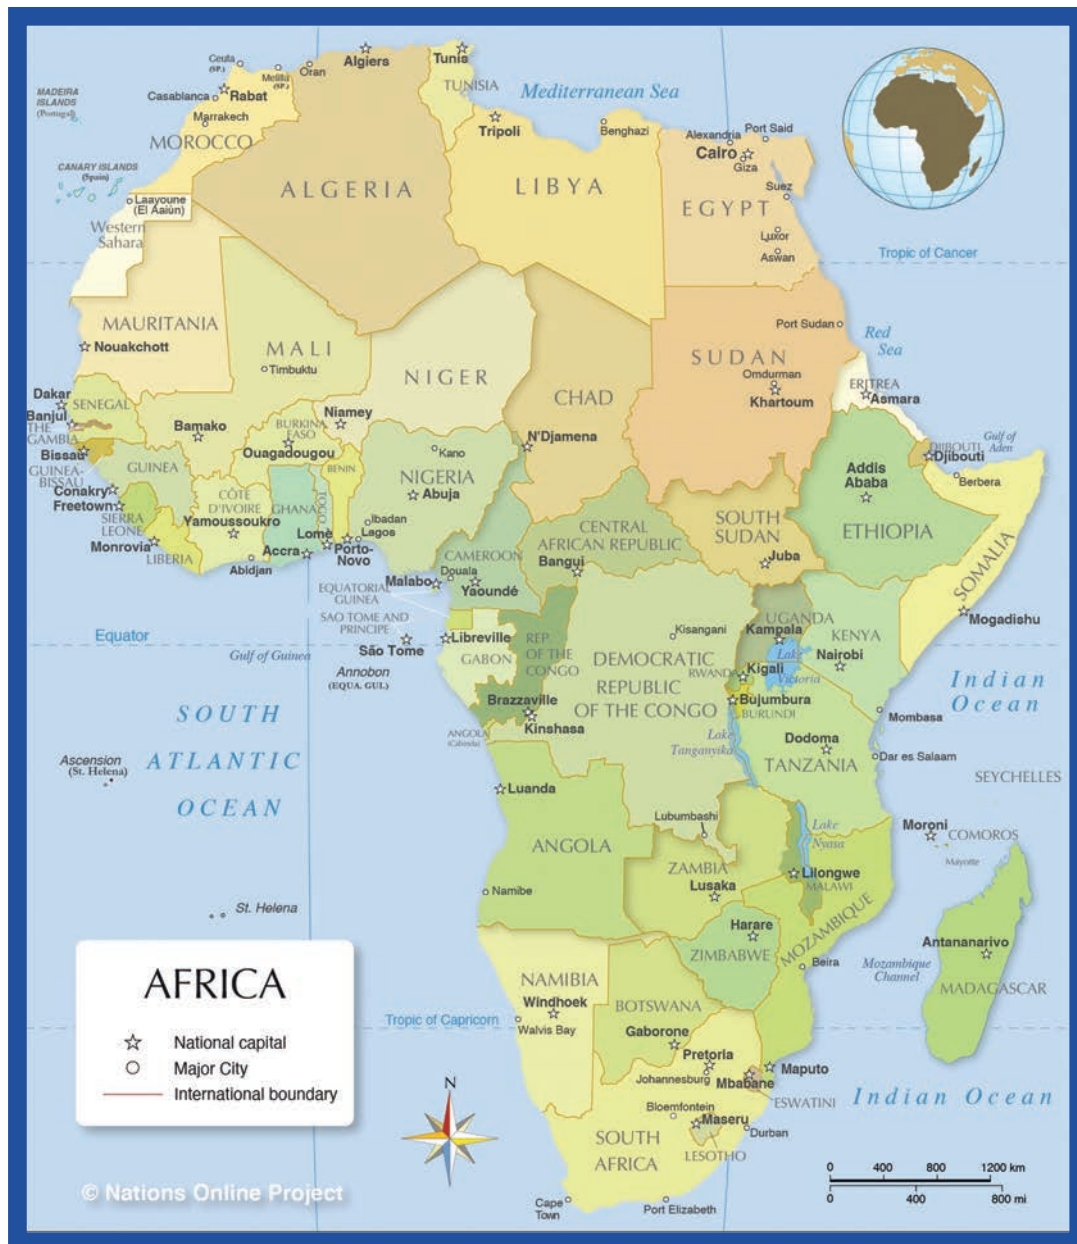 Ceuta
(SP.)
Melilla
(SP.)
Oran
Algiers
Tunis
TUNISIA
MADEIRA
ISLANDS
(Portugal)
Casablanca
Rabat
Marrakech
MOROCCO
Mediterranean Sea
Tripoli
Benghazi
Alexandria
Port Said
Cairo
Giza
Suez
CANARY ISLANDS
(Spain)
Laayoune
(El Aaiún)
Western
Sahara
ALGERIA
LIBYA
EGYPT
Luxor
Aswan
Tropic of Cancer
MAURITANIA
Nouakchott
MALI
Timbuktu
NIGER
CHAD
SUDAN
Port Sudan
Red
Sea
Omdurman
Khartoum
ERITREA
Asmara
Dakar
SENEGAL
Banjul
THE
GAMBIA
Bissau
GUINEA-
BISSAU
Bamako
Niamey
BURKINA
FASO
Ouagadougou
N'Djamena
DJIBOUTI
Djibouti
Gulf of
Aden
Berbera
GUINEA
Conakry
Freetown
SIERRA
LEONE
Monrovia
LIBERIA
CÔTE
D'IVOIRE
Yamoussoukro
Abidjan
GHANA
Accra
TOGO
Lomé
BENIN
Porto-
Novo
Kano
NIGERIA
Abuja
Ibadan
Lagos
Addis
Ababa
ETHIOPIA
SOMALIA
CENTRAL
AFRICAN REPUBLIC
Bangui
SOUTH
SUDAN
Juba
CAMEROON
Douala
Yaoundé
Malabo
EQUATORIAL
GUINEA
SAO TOME AND
PRINCIPE
São Tome
Libreville
GABON
REP.
OF THE
CONGO
Kisangani
UGANDA
Kampala
KENYA
Nairobi
Mogadishu
Equator
Gulf of Guinea
Annobon
(EQUA. GUI.)
DEMOCRATIC
REPUBLIC
OF THE CONGO
RWANDA
Kigali
Lake
Victoria
Bujumbura
BURUNDI
Indian
Ocean
Mombasa
Brazzaville
Kinshasa
ANGOLA
(Cabinda)
Lake
Tanganyika
Dodoma
TANZANIA
Dar es Salaam
SEYCHELLES
SOUTH
ATLANTIC
OCEAN
Ascension
(St. Helena)
Luanda
ANGOLA
Lubumbashi
Lake
Nyasa
Moroni
COMOROS
Mayotte
ZAMBIA
Lusaka
Lilongwe
MALAWI
Namibe
St. Helena
Harare
ZIMBABWE
MOZAMBIQUE
Beira
Mozambique
Channel
Antananarivo
MADAGASCAR
NAMIBIA
Windhoek
Walvis Bay
BOTSWANA
Gaborone
Tropic of Capricorn
Pretoria
Johannesburg
Mbabane
Maputo
ESWATINI
Indian Ocean
Bloemfontein
Maseru
Durban
LESOTHO
SOUTH
AFRICA
Cape
Town
Port Elizabeth
AFRICA
National capital
Major City
International boundary
N
0 400 800 1200 km
0 400 800 mi
© Nations Online Project